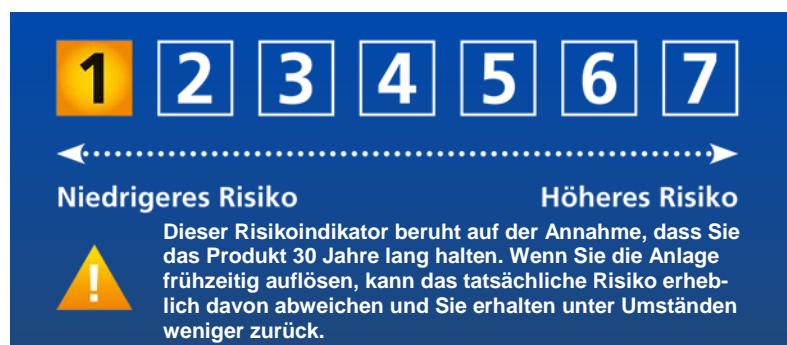 1 2 3 4 5 6 7
Niedrigeres Risiko Höheres Risiko
Dieser Risikoindikator beruht auf der Annahme, dass Sie
das Produkt 30 Jahre lang halten. Wenn Sie die Anlage
frühzeitig auflösen, kann das tatsächliche Risiko erheb-
lich davon abweichen und Sie erhalten unter Umständen
weniger zurück.